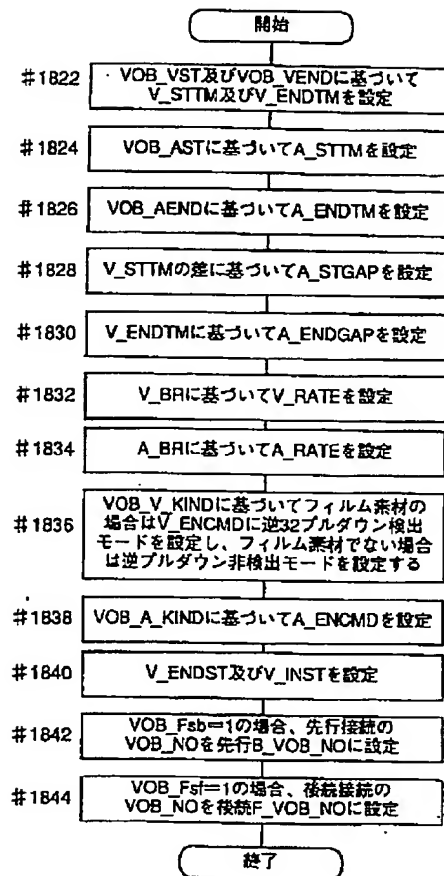 開始
#1822
VOB_VST及びVOB_VENDに基づいて
V_STTM及びV_ENDTMを設定
#1824
VOB_ASTに基づいてA_STTMを設定
#1826
VOB_AENDに基づいてA_ENDTMを設定
#1828
V_STTMの差に基づいてA_STGAPを設定
#1830
V_ENDTMに基づいてA_ENDGAPを設定
#1832
V_BRに基づいてV_RATEを設定
#1834
A_BRに基づいてA_RATEを設定
#1836
VOB_V_KINDに基づいてフィルム素材の
場合はV_ENCMDに逆32プルダウン検出
モードを設定し、フィルム素材でない場合
は逆プルダウン非検出モードを設定する
#1838
VOB_A_KINDに基づいてA_ENCMDを設定
#1840
V_ENDST及びV_INSTを設定
#1842
VOB_Fsb=1の場合、先行接続の
VOB_NOを先行B_VOB_NOに設定
#1844
VOB_Fsf=1の場合、後続接続の
VOB_NOを後続F_VOB_NOに設定
終了